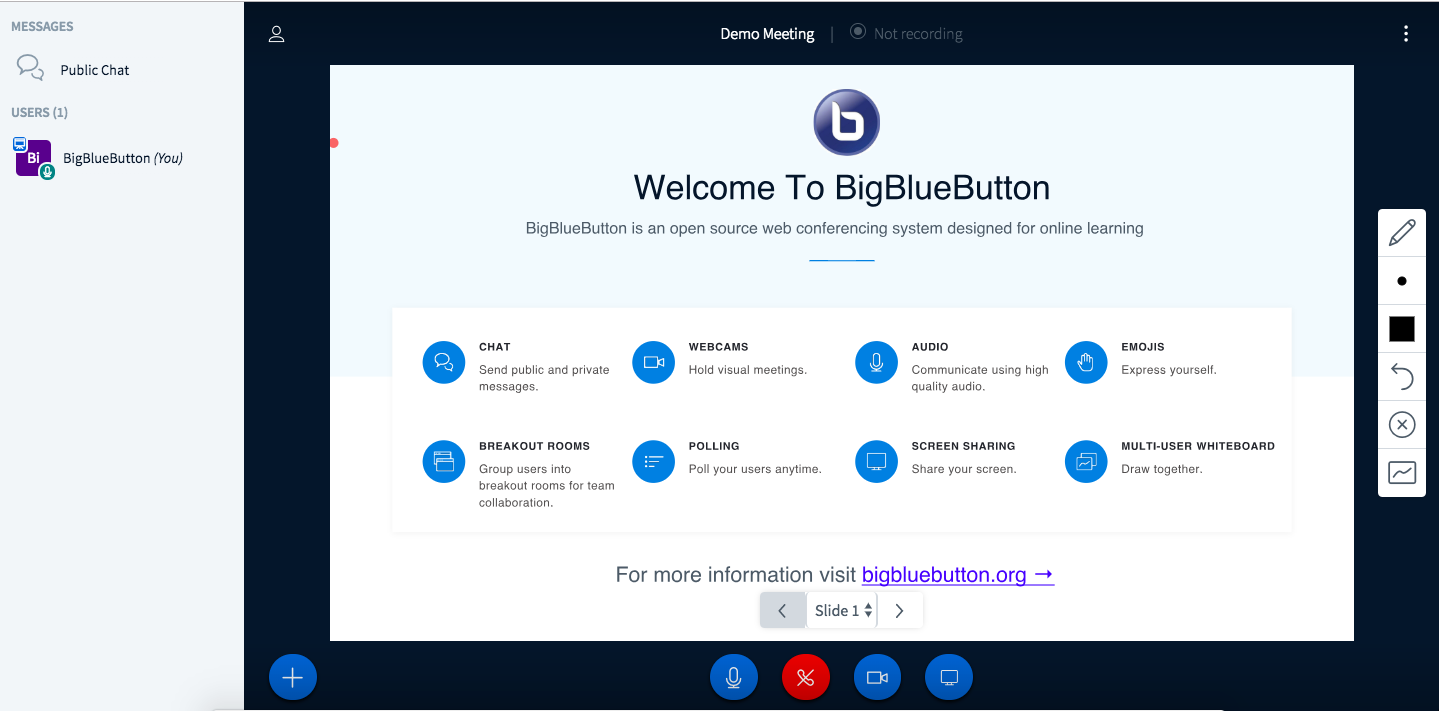 MESSAGES
Public Chat
USERS (1)
Bi
BigBlueButton (You)
Demo Meeting | Not recording
b
Welcome To BigBlueButton
BigBlueButton is an open source web conferencing system designed for online learning
CHAT
Send public and private
messages.
WEBCAMS
Hold visual meetings.
AUDIO
Communicate using high
quality audio.
EMOJIS
Express yourself.
BREAKOUT ROOMS
Group users into
breakout rooms for team
collaboration.
POLLING
Poll your users anytime.
SCREEN SHARING
Share your screen.
MULTI-USER WHITEBOARD
Draw together.
For more information visit bigbluebutton.org →
Slide 1